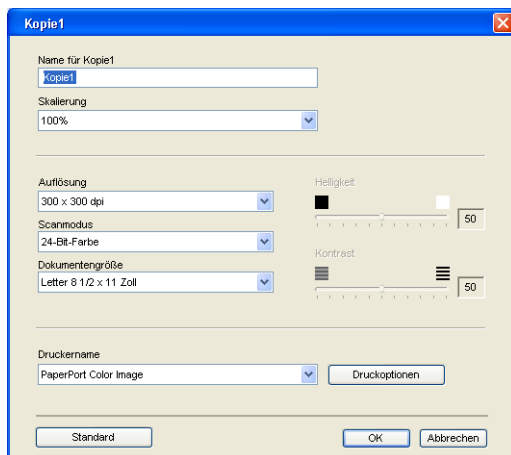 Kopie1
Name für Kopie1
Kopie1
Skalierung
100%
Auflösung
300 x 300 dpi
Scanmodus
24-Bit-Farbe
Dokumentengröße
Letter 8 1/2 x 11 Zoll
Helligkeit
50
Kontrast
50
Druckername
PaperPort Color Image
Druckoptionen
Standard
OK
Abbrechen